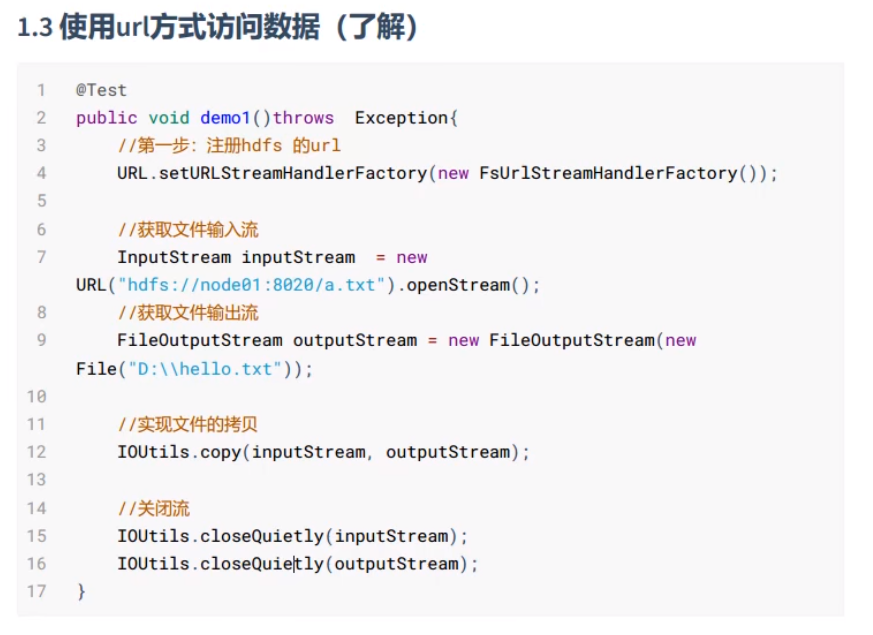 1.3 使用url方式访问数据（了解）
1 @Test
2 public void demo1()throws  Exception{
3     //第一步：注册hdfs 的url
4     URL.setURLStreamHandlerFactory(new FsUrlStreamHandlerFactory());
5
6     //获取文件输入流
7     InputStream inputStream  = new
URL("hdfs://node01:8020/a.txt").openStream();
8     //获取文件输出流
9     FileOutputStream outputStream = new FileOutputStream(new
File("D:\\hello.txt"));
10
11     //实现文件的拷贝
12     IOUtils.copy(inputStream, outputStream);
13
14     //关闭流
15     IOUtils.closeQuietly(inputStream);
16     IOUtils.closeQuietly(outputStream);
17 }